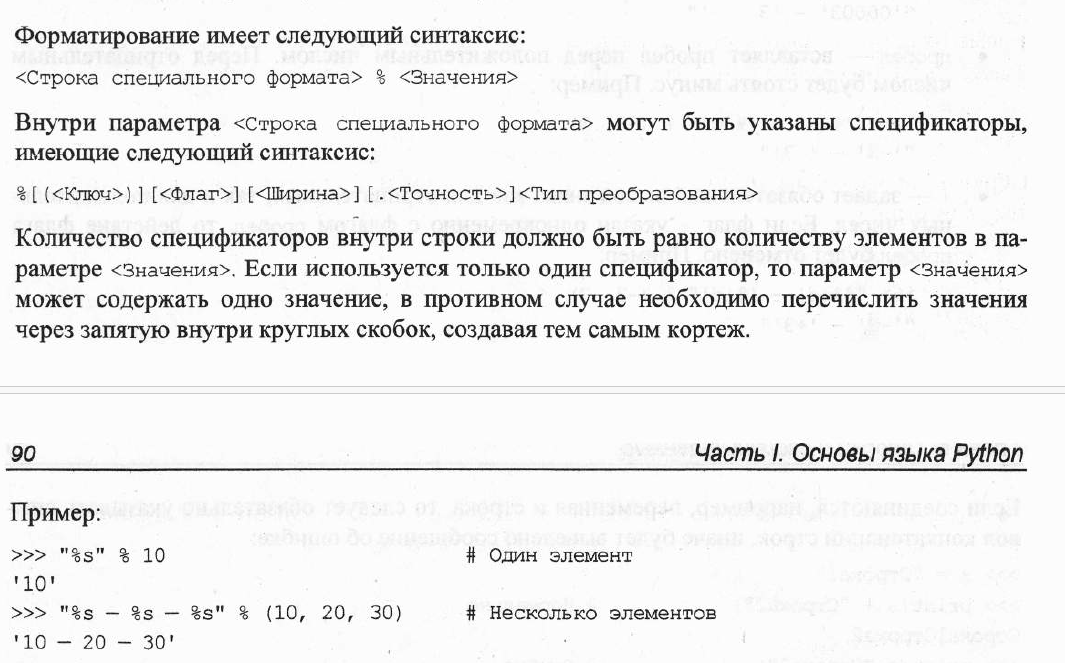 Форматирование имеет следующий синтаксис:
<Строка специального формата> % <Значения>
Внутри параметра <Строка специального формата> могут быть указаны спецификаторы,
имеющие следующий синтаксис:
%[(<Ключ>)][<Флаг>][<Ширина>][.<Точность>]<Тип преобразования>
Количество спецификаторов внутри строки должно быть равно количеству элементов в па-
раметре <Значения>. Если используется только один спецификатор, то параметр <Значения>
может содержать одно значение, в противном случае необходимо перечислить значения
через запятую внутри круглых скобок, создавая тем самым кортеж.
90 Часть I. Основы языка Python
Пример:
>>> "%s" % 10 # Один элемент
'10'
>>> "%s — %s — %s" % (10, 20, 30) # Несколько элементов
'10 — 20 — 30'